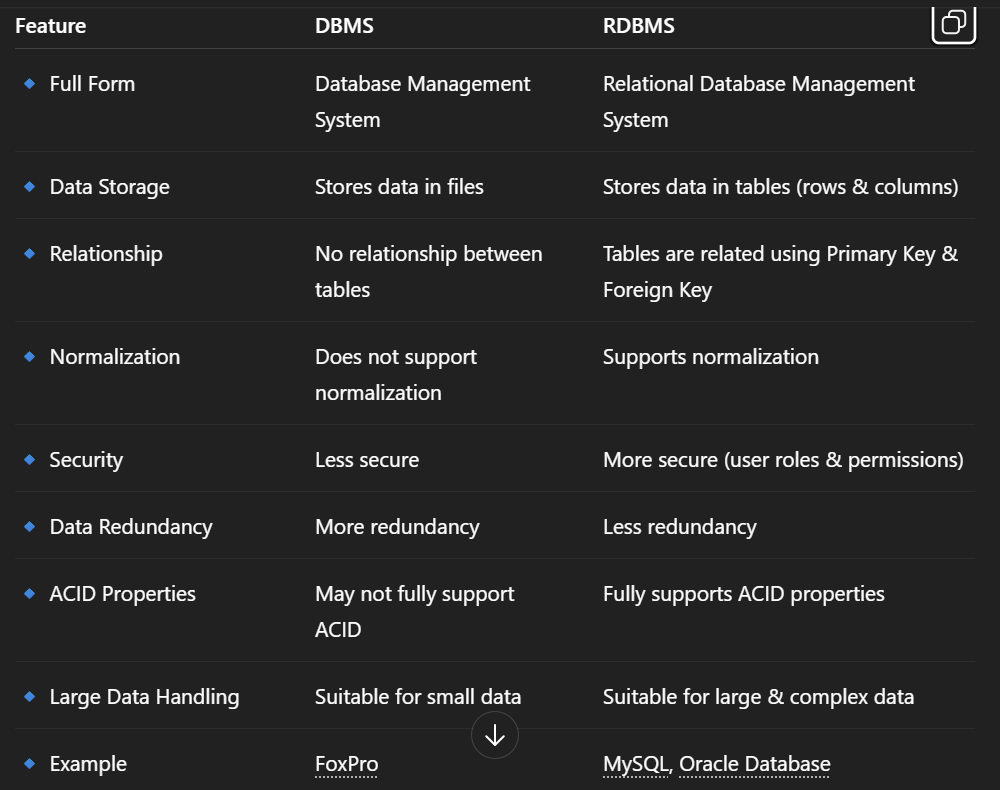 Feature DBMS RDBMS
Full Form Database Management Relational Database Management
System System
Data Storage Stores data in files Stores data in tables (rows & columns)
Relationship No relationship between Tables are related using Primary Key &
tables Foreign Key
Normalization Does not support Supports normalization
normalization
Security Less secure More secure (user roles & permissions)
Data Redundancy More redundancy Less redundancy
ACID Properties May not fully support Fully supports ACID properties
ACID
Large Data Handling Suitable for small data Suitable for large & complex data
Example FoxPro MySQL, Oracle Database